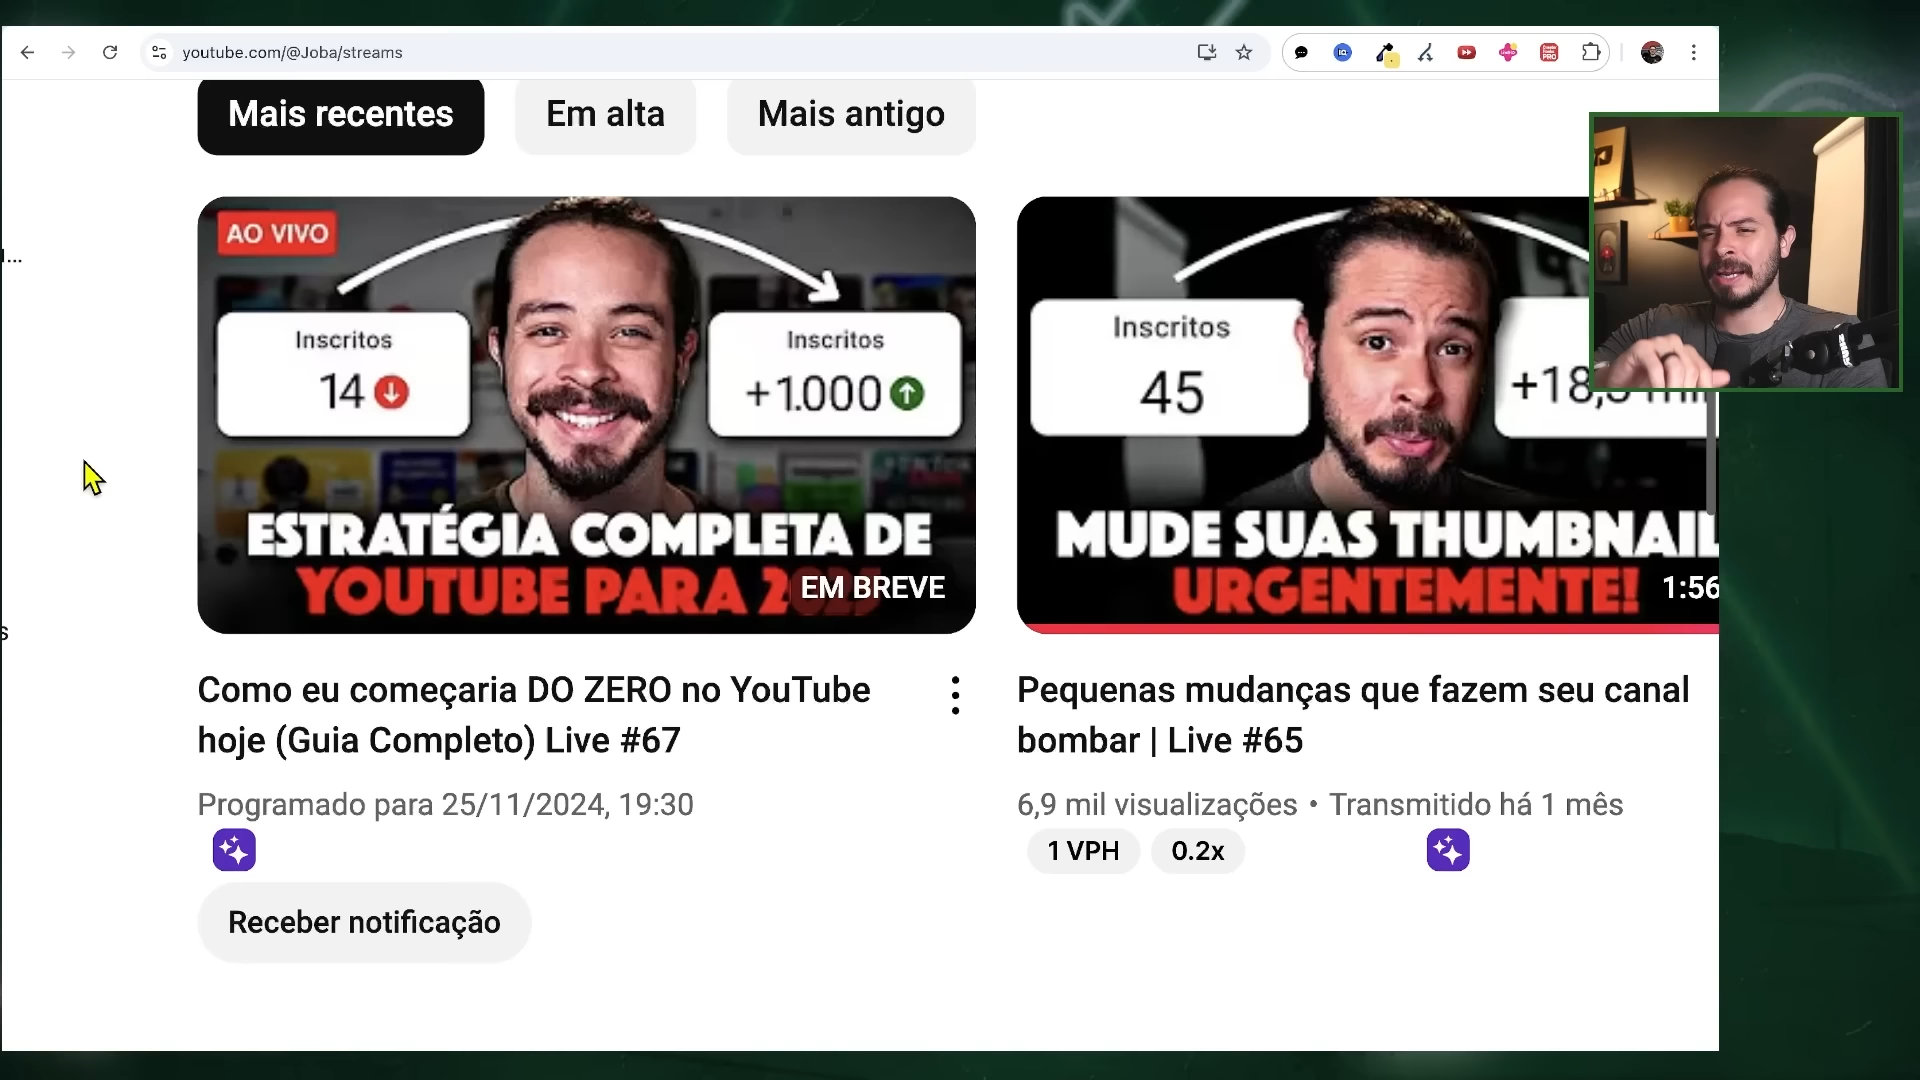 youtube.com/@Joba/streams
Mais recentes
Em alta
Mais antigo
AO VIVO
Inscritos
14
Inscritos
+1.000
ESTRATÉGIA COMPLETA DE
YOUTUBE PARA 2025
EM BREVE
Inscritos
45
MUDE SUAS THUMBNAIL
URGENTEMENTE!
1:56
Como eu começaria DO ZERO no YouTube
hoje (Guia Completo) Live #67
Programado para 25/11/2024, 19:30
Receber notificação
Pequenas mudanças que fazem seu canal
bombar | Live #65
6,9 mil visualizações • Transmitido há 1 mês
1 VPH
0.2x